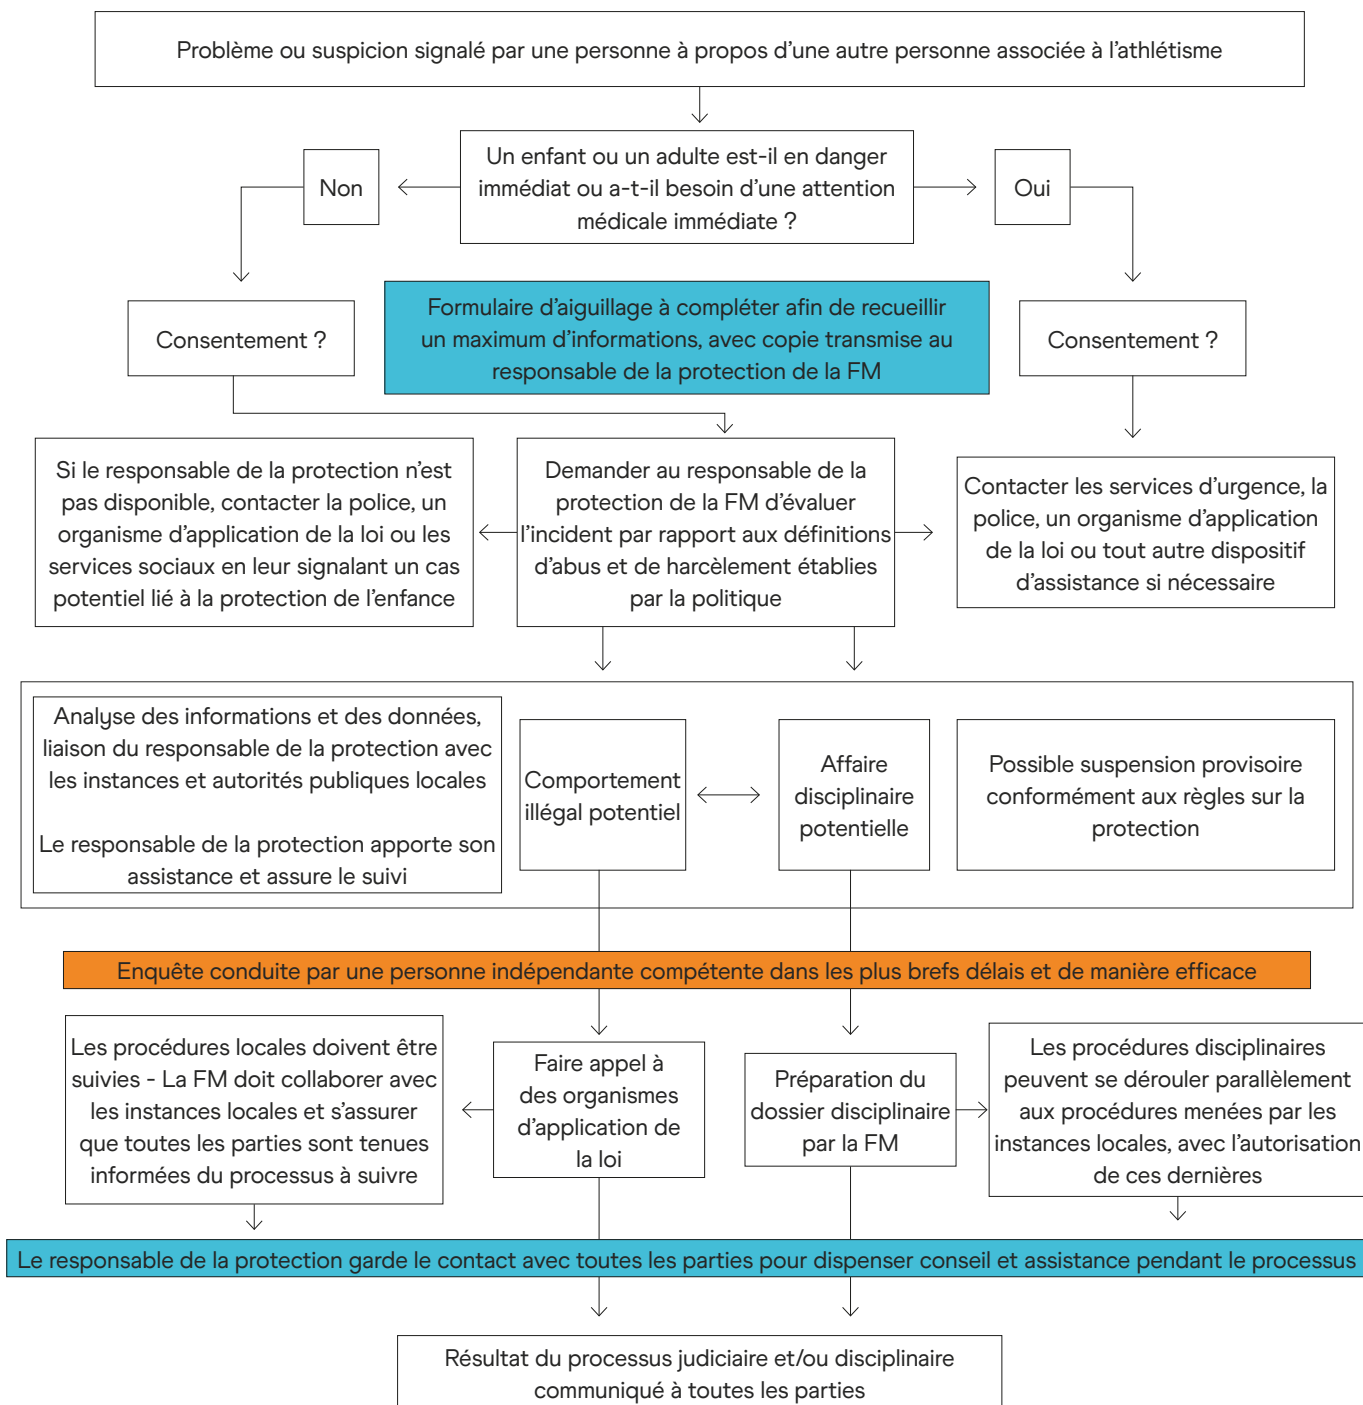 Problème ou suspicion signalé par une personne à propos d’une autre personne associée à l’athlétisme
Non
Un enfant ou un adulte est-il en danger
immédiat ou a-t-il besoin d’une attention
médicale immédiate ?
Oui
Consentement ?
Formulaire d’aiguillage à compléter afin de recueillir
un maximum d’informations, avec copie transmise au
responsable de la protection de la FM
Consentement ?
Si le responsable de la protection n’est
pas disponible, contacter la police, un
organisme d’application de la loi ou les
services sociaux en leur signalant un cas
potentiel lié à la protection de l’enfance
Demander au responsable de la
protection de la FM d’évaluer
l’incident par rapport aux définitions
d’abus et de harcèlement établies
par la politique
Contacter les services d’urgence, la
police, un organisme d’application
de la loi ou tout autre dispositif
d’assistance si nécessaire
Analyse des informations et des données,
liaison du responsable de la protection avec
les instances et autorités publiques locales
Le responsable de la protection apporte son
assistance et assure le suivi
Comportement
illégal potentiel
Affaire
disciplinaire
potentielle
Possible suspension provisoire
conformément aux règles sur la
protection
Enquête conduite par une personne indépendante compétente dans les plus brefs délais et de manière efficace
Les procédures locales doivent être
suivies - La FM doit collaborer avec
les instances locales et s’assurer
que toutes les parties sont tenues
informées du processus à suivre
Faire appel à
des organismes
d’application de
la loi
Préparation du
dossier disciplinaire
par la FM
Les procédures disciplinaires
peuvent se dérouler parallèlement
aux procédures menées par les
instances locales, avec l’autorisation
de ces dernières
Le responsable de la protection garde le contact avec toutes les parties pour dispenser conseil et assistance pendant le processus
Résultat du processus judiciaire et/ou disciplinaire
communiqué à toutes les parties